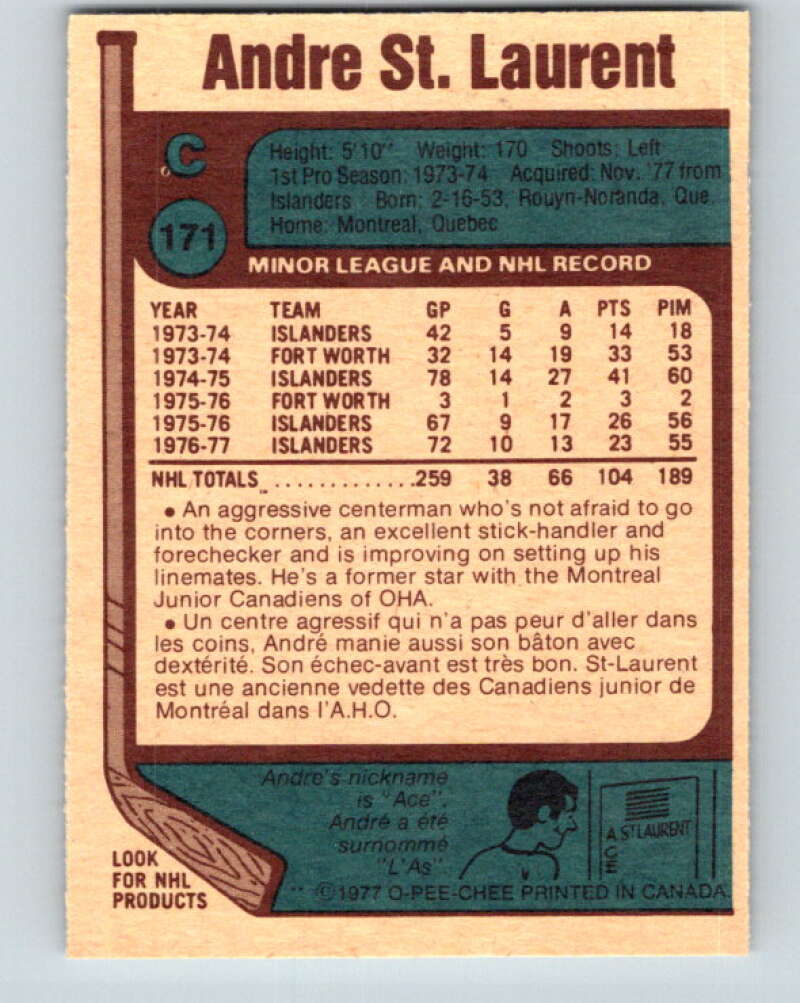 Andre St. Laurent
C
171
Height: 5'10" Weight: 170 Shoots: Left
1st Pro Season: 1973-74 Acquired: Nov. '77 from
Islanders Born: 2-16-53, Rouyn-Noranda, Que.
Home: Montreal, Quebec
MINOR LEAGUE AND NHL RECORD
YEAR TEAM GP G A PTS PIM
1973-74 ISLANDERS 42 5 9 14 18
1973-74 FORT WORTH 32 14 19 33 53
1974-75 ISLANDERS 78 14 27 41 60
1975-76 FORT WORTH 3 1 2 3 2
1975-76 ISLANDERS 67 9 17 26 56
1976-77 ISLANDERS 72 10 13 23 55
NHL TOTALS .............259 38 66 104 189
• An aggressive centerman who's not afraid to go
into the corners, an excellent stick-handler and
forechecker and is improving on setting up his
linemates. He's a former star with the Montreal
Junior Canadiens of OHA.
• Un centre agressif qui n'a pas peur d'aller dans
les coins, André manie aussi son bâton avec
dextérité. Son échec-avant est très bon. St-Laurent
est une ancienne vedette des Canadiens junior de
Montréal dans l'A.H.O.
Andre's nickname
is "Ace".
André a été
surnommé
"L'As"
A. ST LAURENT
ACE
LOOK
FOR NHL
PRODUCTS
©1977 O-PEE-CHEE PRINTED IN CANADA